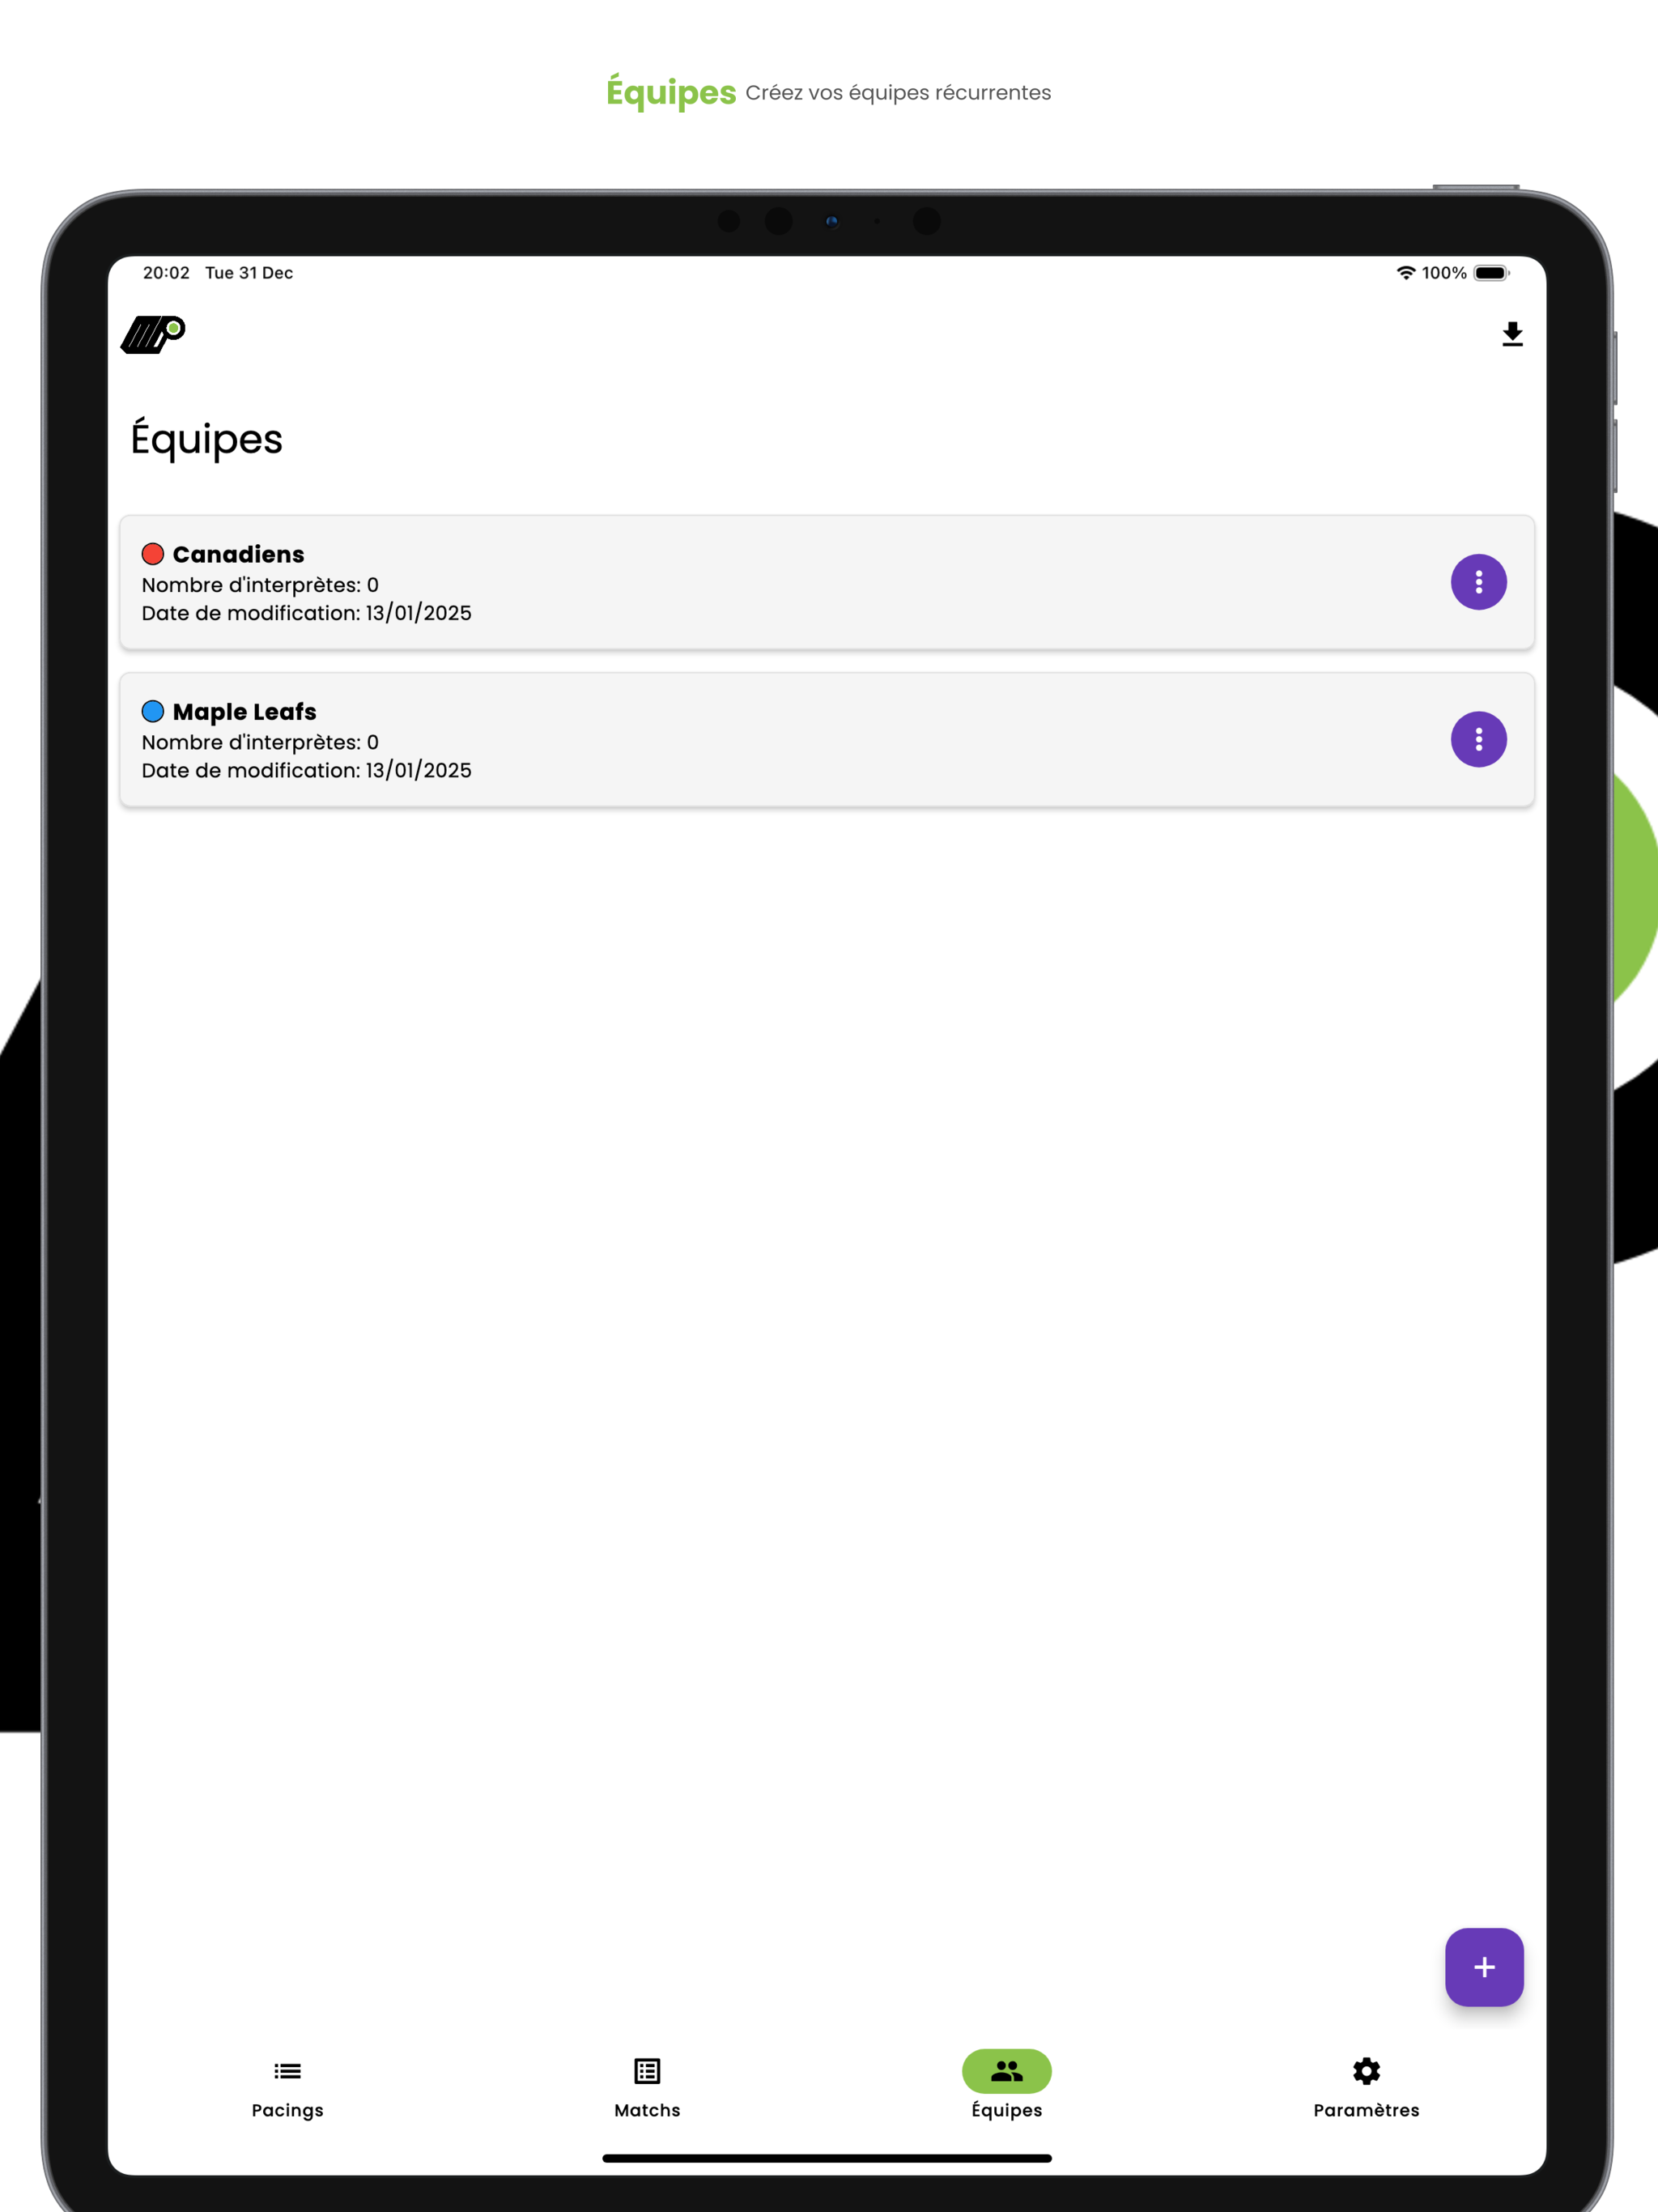 Équipes Créez vos équipes récurrentes
20:02 Tue 31 Dec 100%
Équipes
Canadiens
Nombre d'interprètes: 0
Date de modification: 13/01/2025
Maple Leafs
Nombre d'interprètes: 0
Date de modification: 13/01/2025
Pacings Matchs Équipes Paramètres